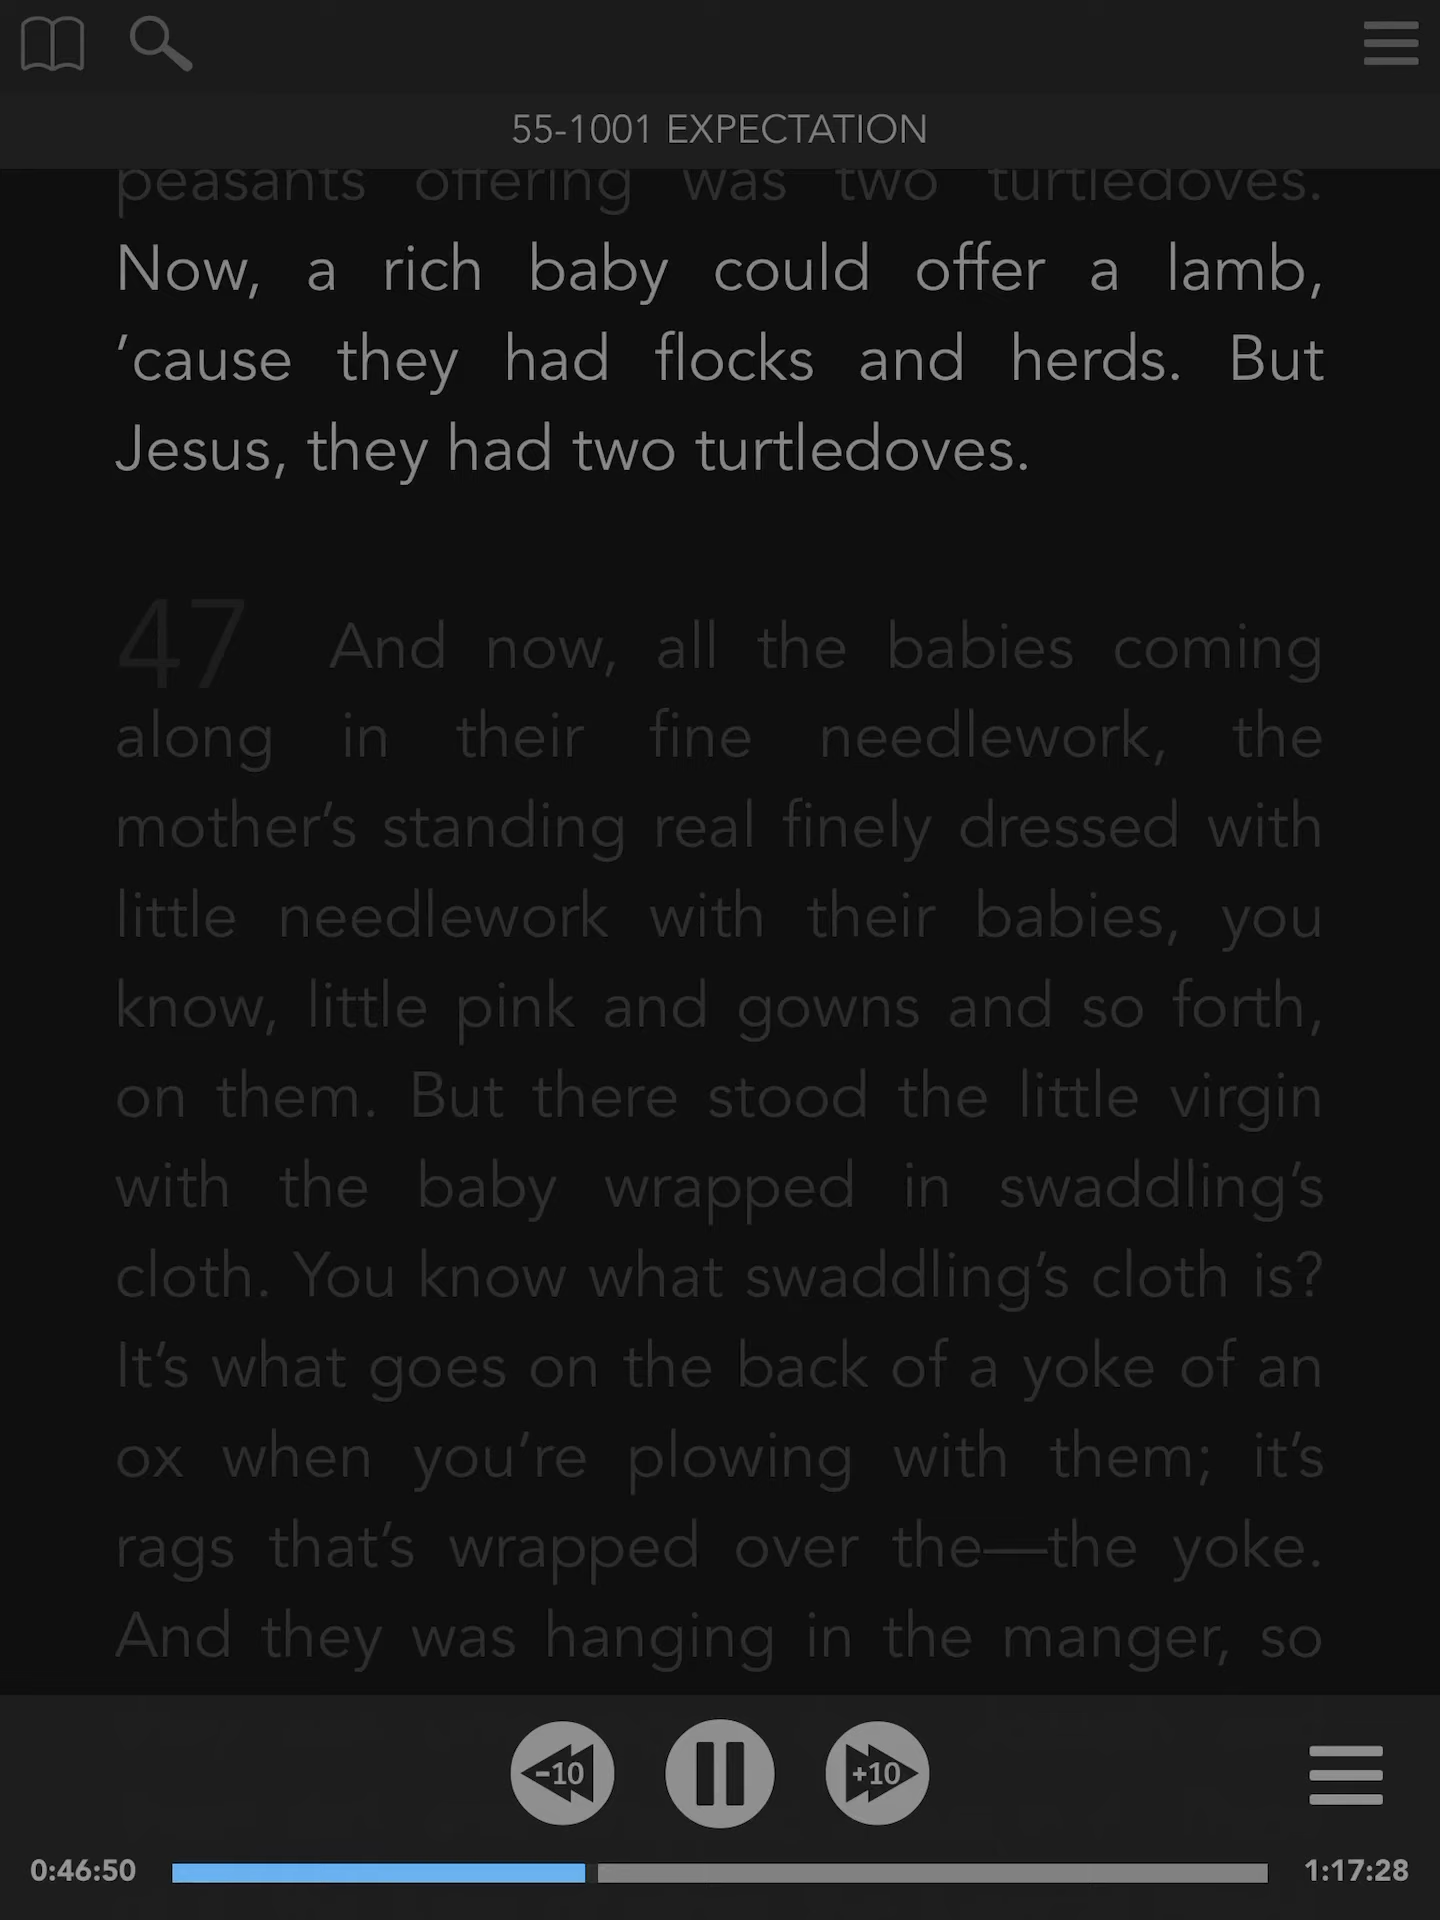 55-1001 EXPECTATION
peasants offering was two turtledoves.
Now, a rich baby could offer a lamb,
’cause they had flocks and herds. But
Jesus, they had two turtledoves.
47 And now, all the babies coming
along in their fine needlework, the
mother’s standing real finely dressed with
little needlework with their babies, you
know, little pink and gowns and so forth,
on them. But there stood the little virgin
with the baby wrapped in swaddling’s
cloth. You know what swaddling’s cloth is?
It’s what goes on the back of a yoke of an
ox when you’re plowing with them; it’s
rags that’s wrapped over the—the yoke.
And they was hanging in the manger, so
-10 +10
0:46:50 1:17:28